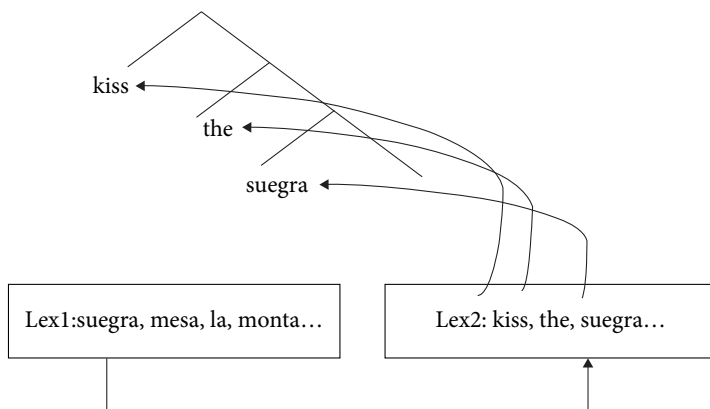 kiss
the
suegra
Lex1:suegra, mesa, la, monta…
Lex2: kiss, the, suegra…